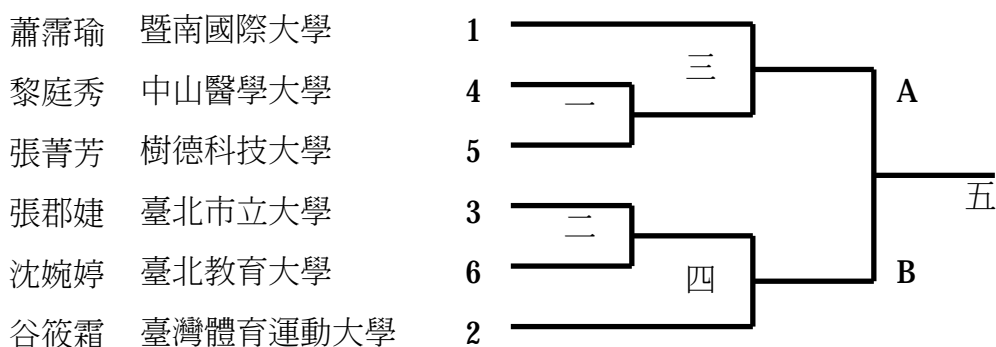 蕭霈瑜 暨南國際大學 1
三
黎庭秀 中山醫學大學 4 一 A
張菁芳 樹德科技大學 5
五
張郡婕 臺北市立大學 3 二
沈婉婷 臺北教育大學 6 四 B
谷筱霜 臺灣體育運動大學 2